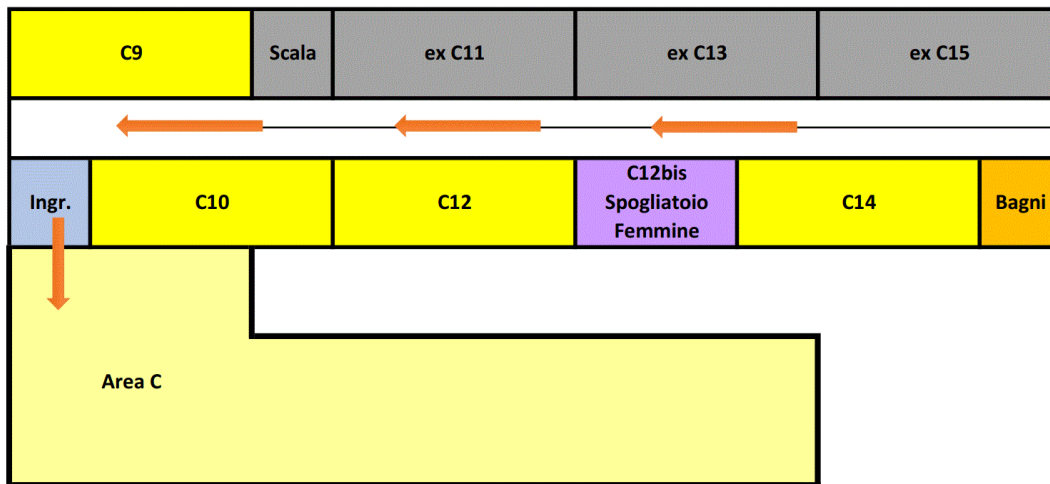 C9
Scala
ex C11
ex C13
ex C15
Ingr.
C10
C12
C12bis
Spogliatoio
Femmine
C14
Bagni
Area C